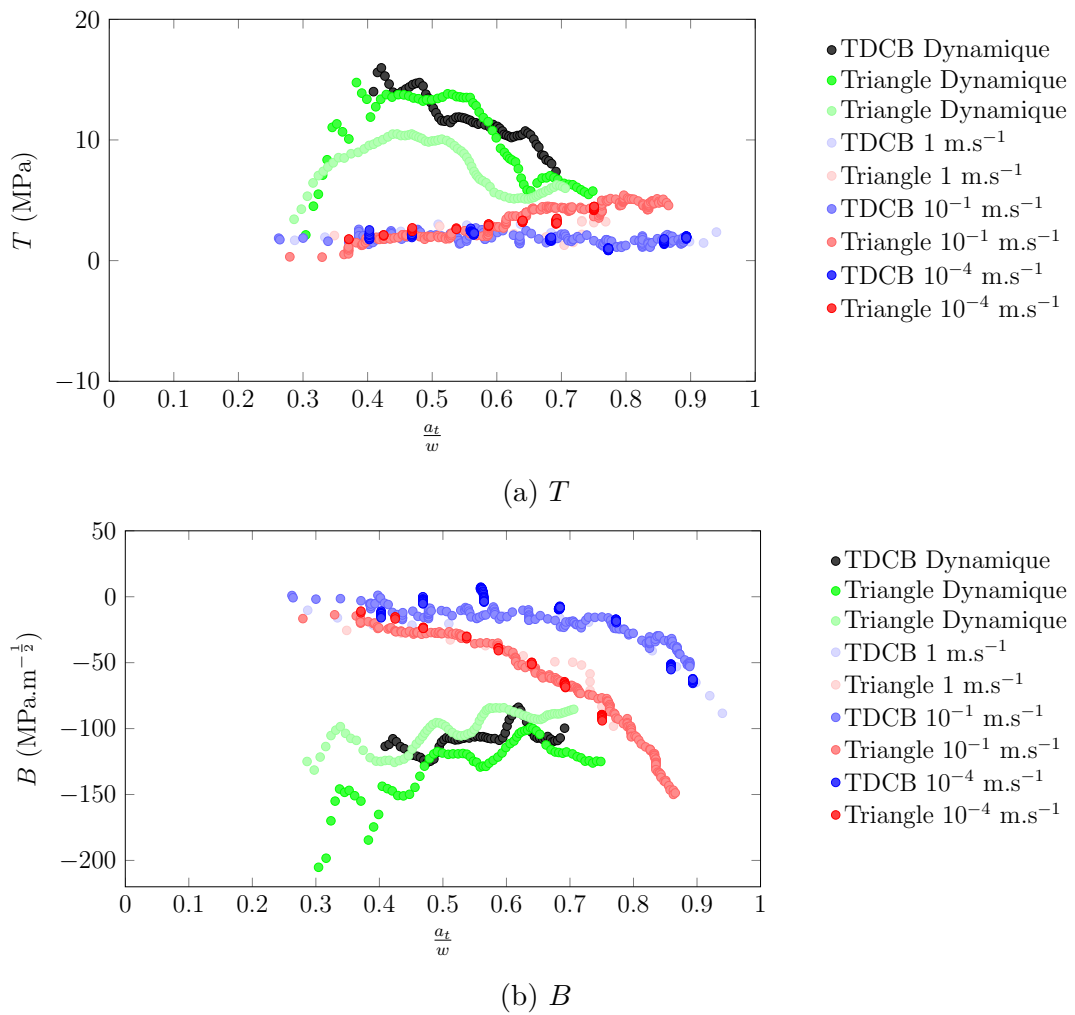 20
10
0
−10
T (MPa)
0 0.1 0.2 0.3 0.4 0.5 0.6 0.7 0.8 0.9 1
a_t/w
TDCB Dynamique
Triangle Dynamique
Triangle Dynamique
TDCB 1 m.s⁻¹
Triangle 1 m.s⁻¹
TDCB 10⁻¹ m.s⁻¹
Triangle 10⁻¹ m.s⁻¹
TDCB 10⁻⁴ m.s⁻¹
Triangle 10⁻⁴ m.s⁻¹
(a) T
50
0
−50
−100
−150
−200
B (MPa.m^{−1/2})
0 0.1 0.2 0.3 0.4 0.5 0.6 0.7 0.8 0.9 1
a_t/w
TDCB Dynamique
Triangle Dynamique
Triangle Dynamique
TDCB 1 m.s⁻¹
Triangle 1 m.s⁻¹
TDCB 10⁻¹ m.s⁻¹
Triangle 10⁻¹ m.s⁻¹
TDCB 10⁻⁴ m.s⁻¹
Triangle 10⁻⁴ m.s⁻¹
(b) B